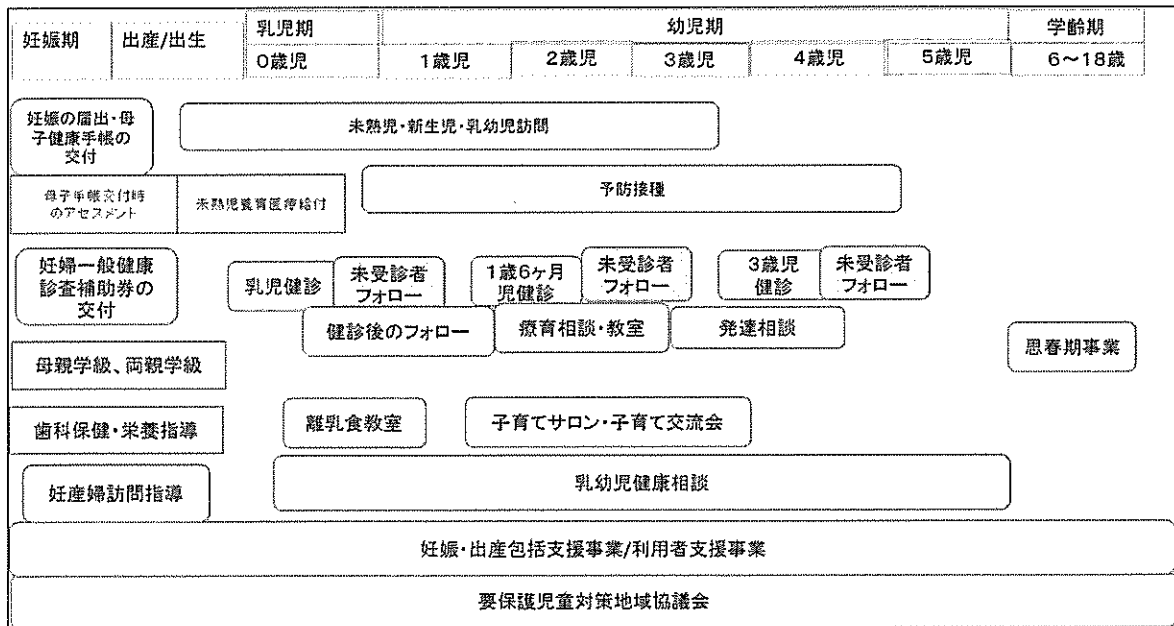 妊娠期
出産/出生
乳児期
幼児期
学齢期
0歳児
1歳児
2歳児
3歳児
4歳児
5歳児
6～18歳
妊娠の届出・母
子健康手帳の
交付
未熟児・新生児・乳幼児訪問
母子手帳交付時
のアセスメント
未熟児養育医療給付
予防接種
妊婦一般健康
診査補助券の
交付
乳児健診
未受診者
フォロー
1歳6ヶ月
児健診
未受診者
フォロー
3歳児
健診
未受診者
フォロー
健診後のフォロー
療育相談・教室
発達相談
思春期事業
母親学級、両親学級
歯科保健・栄養指導
離乳食教室
子育てサロン・子育て交流会
妊産婦訪問指導
乳幼児健康相談
妊娠・出産包括支援事業/利用者支援事業
要保護児童対策地域協議会